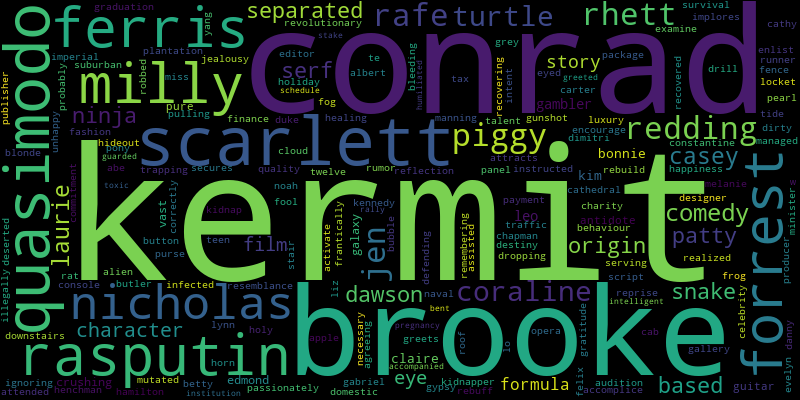 kermit
conrad
brooke
scarlett
quasimodo
forrest
rasputin
nicholas
ferris
milly
piggy.
redding
rhett
rafe
turtle
separated
serf
ninja
laurie
story
bonnie
casey
comedy
patty
origin
jen
film
coraline
dawson
snake
based
character
eye
claire
formula
gambler
leo
kim
guitar
graduation
yang
revolutionary
stake
survival
implores
cathy
examine
imperial
plantation
suburban
probably
robbed
miss
jealousy
editor
te
albert
grey
holiday
schedule
bleeding
humiliated
recovering
intent
eyed
greeted
package
carter
tax
recovered
drill
enlist
runner
fence
locket
pearl
publisher
pure
pulling
finance
duke
fog
healing
manning
talent
gunshot
luxury
encourage
dimitri
tide
dirty
constantine
managed
unhappy
fashion
hideout
blonde
pony
guarded
abe
trapping
secures
cloud
quality
rumor
reflection
panel
instructed
attracts
twelve
noah
fool
kennedy
rally
bubble
cathedral
rebuild
happiness
melanie
w
designer
charity
antidote
behaviour
payment
traffic
chapman
destiny
dropping
serving
realized
script
frog
reprise
intelligent
minister
producer
celebrity
danny
evelyn
gallery
cab
toxic
commitment
vast
correctly
kidnap
teen
button
purse
galaxy
activate
frantically
stair
defending
remembering
reassisted
deserted
illegally
rat
alien
console
butler
infected
resemblance
liz
naval
downstairs
lynn
holy
apple
necessary
agreeing
pregnancy
bent
greets
roof
lo
opera
gratitude
felix
horn
ignoring
attended
crushing
henchman
mutated
hamilton
betty
institution
edmond
passionately
gabriel
domestic
kidnapper
accompanied
gypsy
rebuff
audition
accomplice